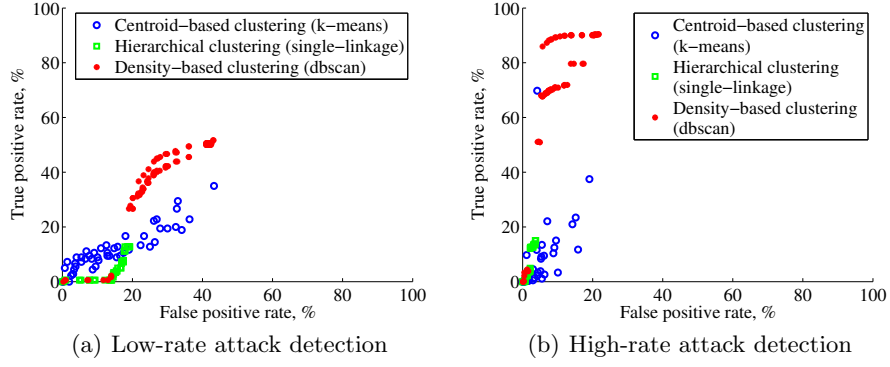 True positive rate, %
100
80
60
40
20
0
0
20
40
60
80
100
False positive rate, %
Centroid−based clustering (k−means)
Hierarchical clustering (single−linkage)
Density−based clustering (dbscan)
(a) Low-rate attack detection
True positive rate, %
100
80
60
40
20
0
0
20
40
60
80
100
False positive rate, %
Centroid−based clustering
(k−means)
Hierarchical clustering
(single−linkage)
Density−based clustering
(dbscan)
(b) High-rate attack detection